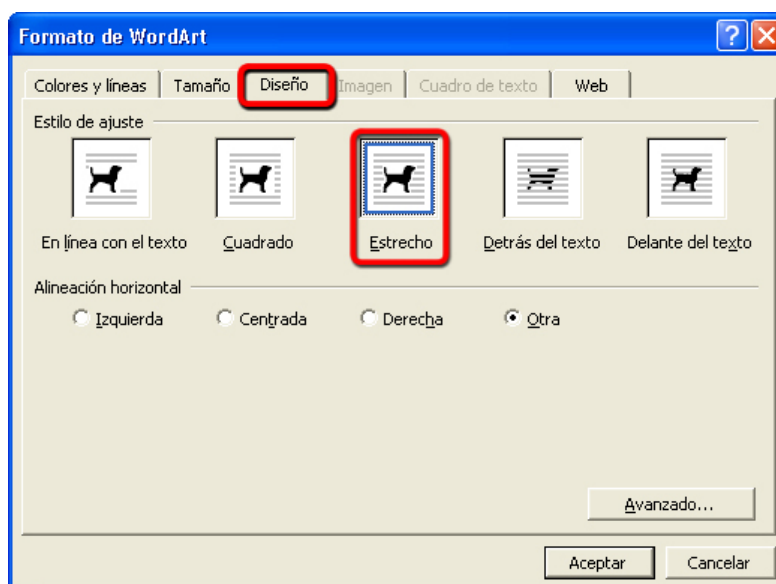 Formato de WordArt
Colores y líneas Tamaño Diseño Imagen Cuadro de texto Web
Estilo de ajuste
En línea con el texto Cuadrado Estrecho Detrás del texto Delante del texto
Alineación horizontal
Izquierda Centrada Derecha Otra
Avanzado...
Aceptar Cancelar